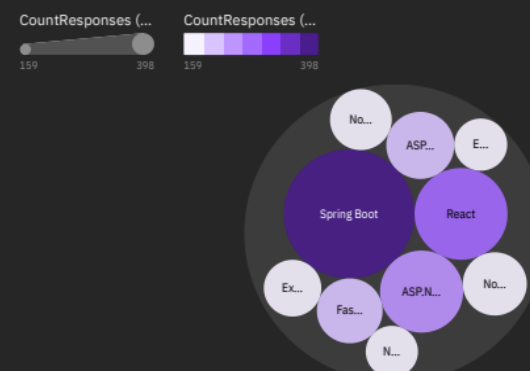 CountResponses (... CountResponses (...
159 398 159 398
No...
ASP...
E...
Spring Boot
React
Ex...
Fas...
ASP.N...
No...
N...